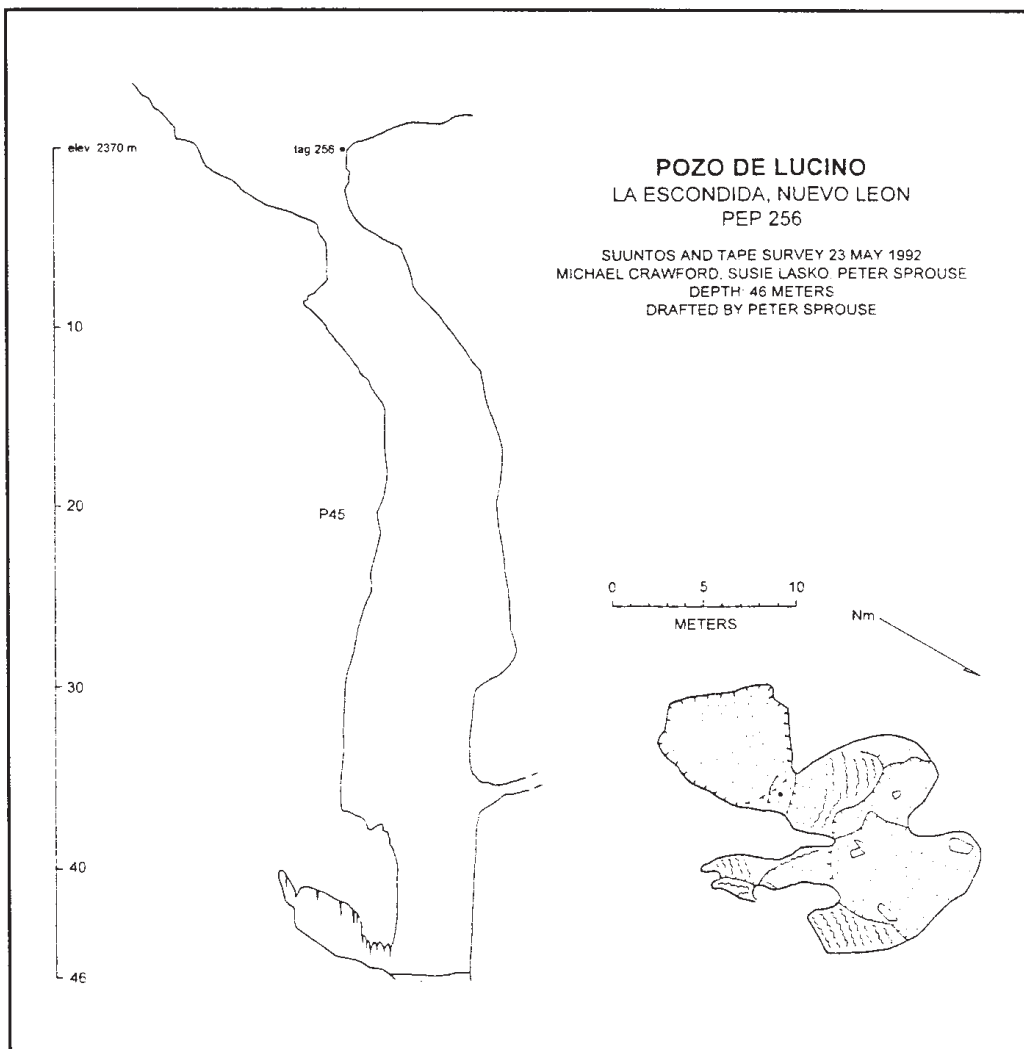 POZO DE LUCINO
LA ESCONDIDA, NUEVO LEON
PEP 256
SUUNTOS AND TAPE SURVEY 23 MAY 1992
MICHAEL CRAWFORD, SUSIE LASKO, PETER SPROUSE
DEPTH: 46 METERS
DRAFTED BY PETER SPROUSE
elev 2370 m
tag 256
10
20
P45
30
40
46
0 5 10
METERS
Nm